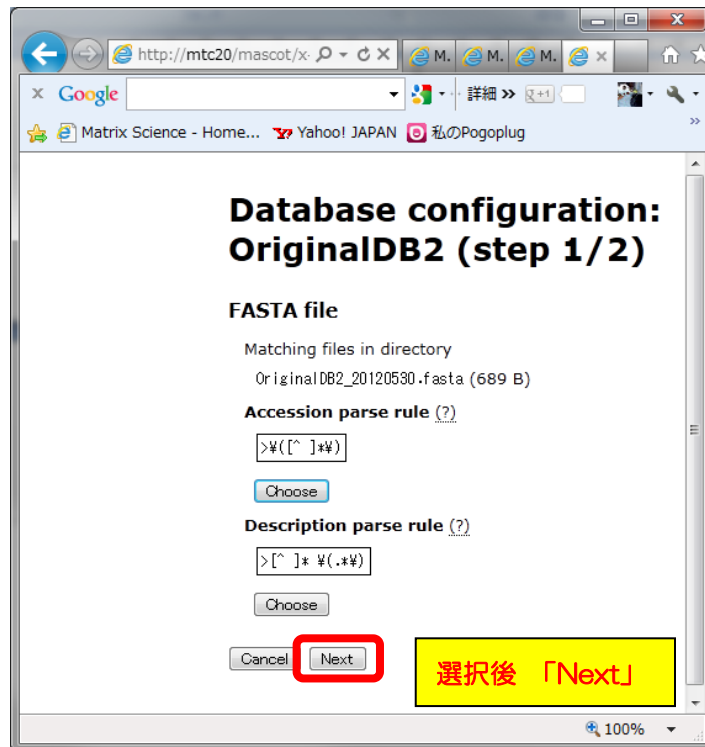 http://mtc20/mascot/x- M. M. M.
Google 詳細 »
Matrix Science - Home... Yahoo! JAPAN 私のPogoplug »
Database configuration:
OriginalDB2 (step 1/2)
FASTA file
Matching files in directory
OriginalDB2_20120530.fasta (689 B)
Accession parse rule (?)
>¥([^ ]*¥)
Choose
Description parse rule (?)
>[^ ]* ¥(.*¥)
Choose
Cancel Next
選択後 「Next」
100%